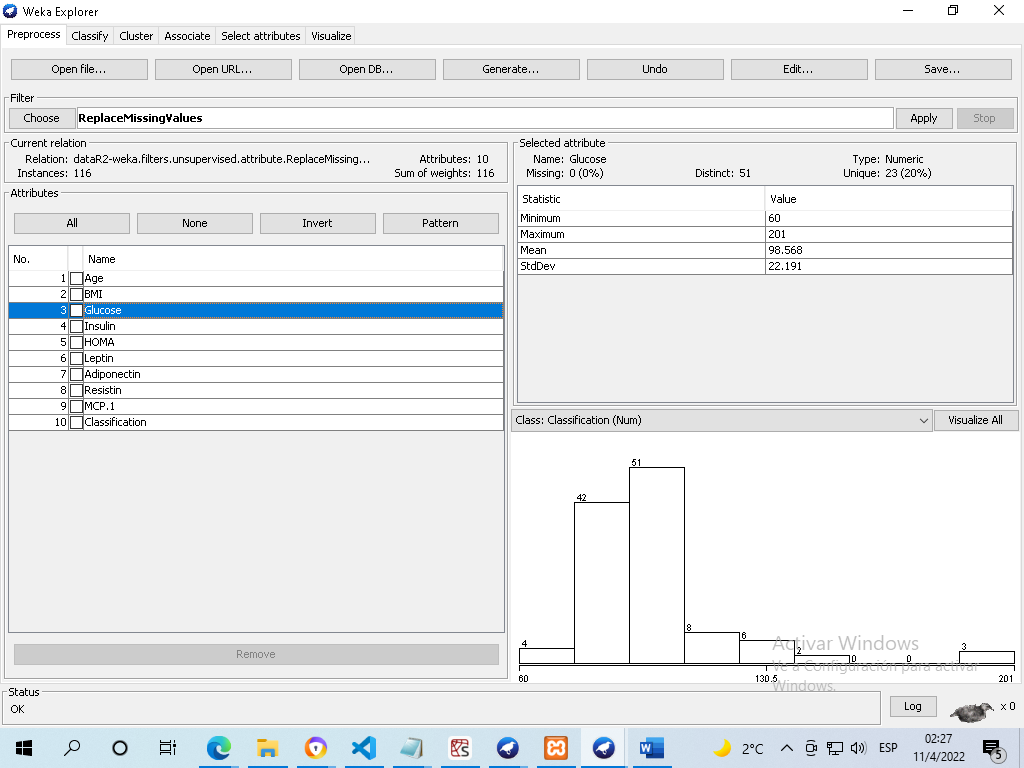 Weka Explorer
Preprocess Classify Cluster Associate Select attributes Visualize
Open file... Open URL... Open DB... Generate... Undo Edit... Save...
Filter
Choose ReplaceMissingValues Apply Stop
Current relation
Relation: dataR2-weka.filters.unsupervised.attribute.ReplaceMissing... Attributes: 10
Instances: 116 Sum of weights: 116
Attributes
All None Invert Pattern
No. Name
1 Age
2 BMI
3 Glucose
4 Insulin
5 HOMA
6 Leptin
7 Adiponectin
8 Resistin
9 MCP.1
10 Classification
Remove
Selected attribute
Name: Glucose Type: Numeric
Missing: 0 (0%) Distinct: 51 Unique: 23 (20%)
Statistic Value
Minimum 60
Maximum 201
Mean 98.568
StdDev 22.191
Class: Classification (Num) Visualize All
4 42 51 8 6 2 0 0 3
60 130.5 201
Activar Windows
Ve a Configuración para activar
Windows.
Status
OK
Log x 0
W 2°C ESP 02:27
11/4/2022 5